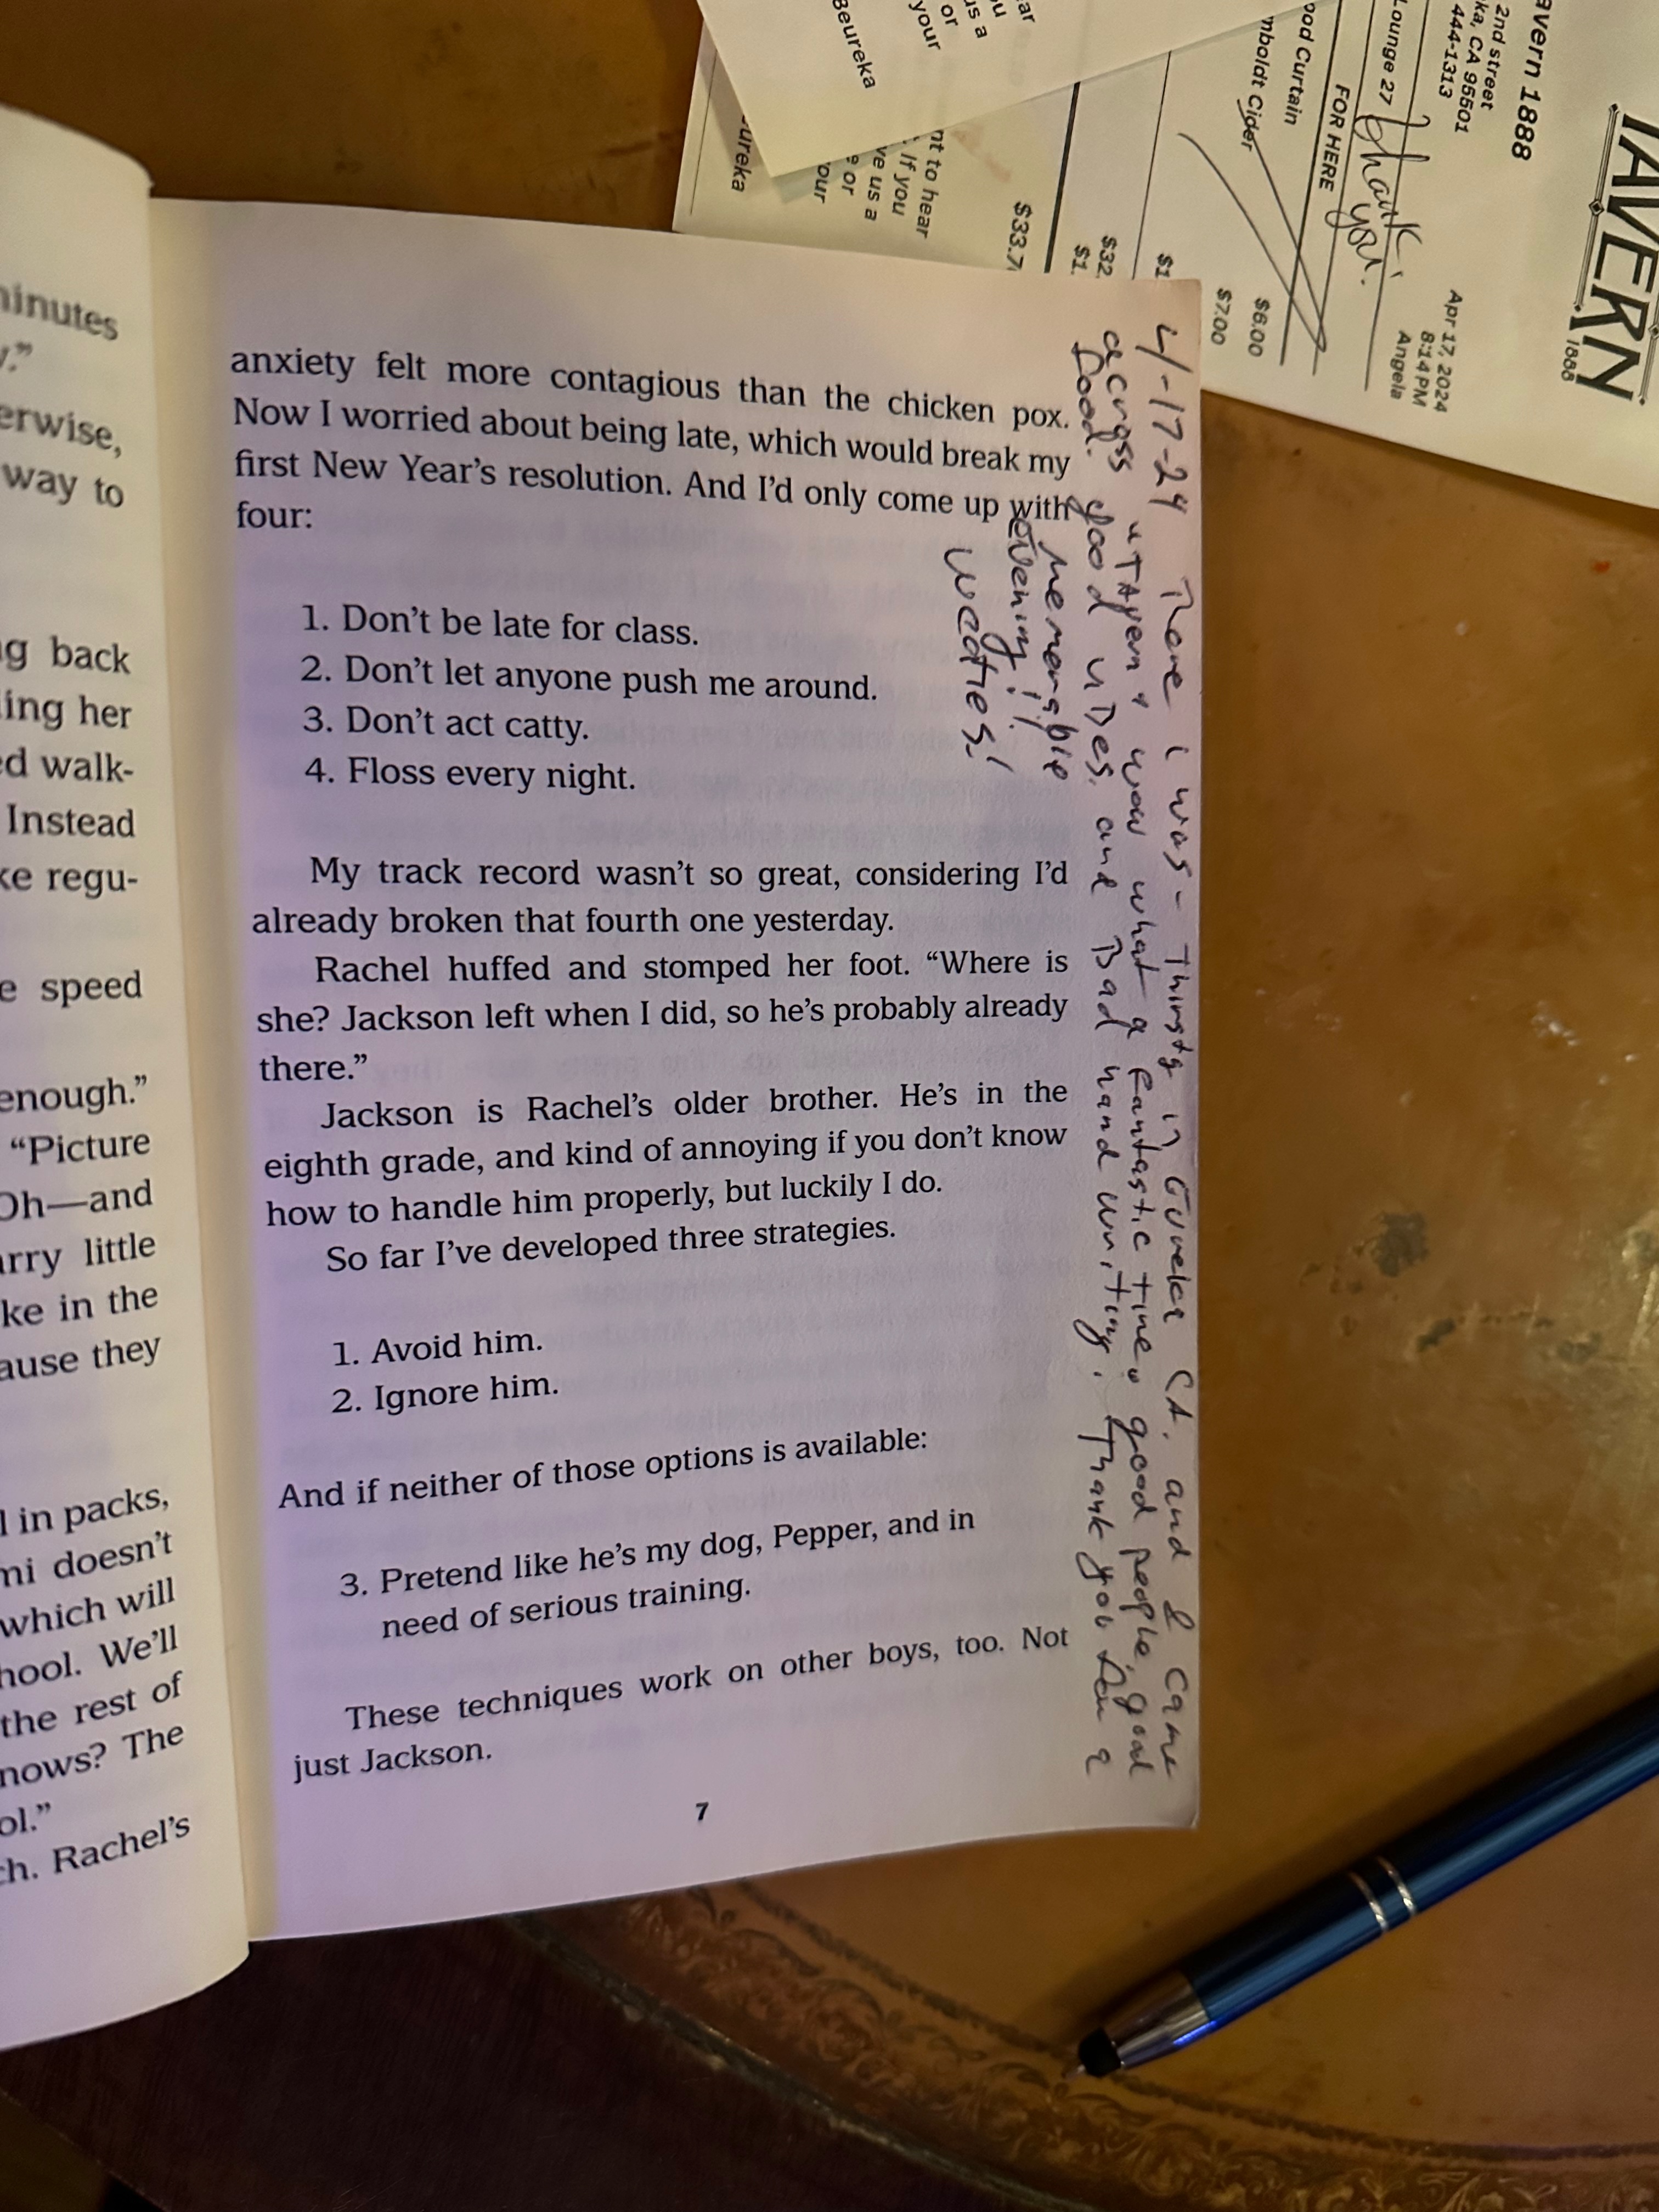 minutes
erwise,
way to
g back
ing her
ed walk-
Instead
ke regu-
e speed
enough.”
“Picture
Oh—and
arry little
ke in the
ause they
l in packs,
mi doesn’t
which will
hool. We’ll
the rest of
nows? The
ol.”
ch. Rachel’s
anxiety felt more contagious than the chicken pox.
Now I worried about being late, which would break my
first New Year’s resolution. And I’d only come up with
four:
1. Don’t be late for class.
2. Don’t let anyone push me around.
3. Don’t act catty.
4. Floss every night.
My track record wasn’t so great, considering I’d
already broken that fourth one yesterday.
Rachel huffed and stomped her foot. “Where is
she? Jackson left when I did, so he’s probably already
there.”
Jackson is Rachel’s older brother. He’s in the
eighth grade, and kind of annoying if you don’t know
how to handle him properly, but luckily I do.
So far I’ve developed three strategies.
1. Avoid him.
2. Ignore him.
And if neither of those options is available:
3. Pretend like he’s my dog, Pepper, and in
need of serious training.
These techniques work on other boys, too. Not
just Jackson.
7
4-17-24 There i was - Thirsty in Eureka CA. and I came
across "TAvern" wow what a fantastic time. good people, good
Food. good viBes, and Bad hand writing. Thank you for a
memorable
evening!!
TAVERN
1888
avern 1888
2nd street
ka, CA 95501
444-1313
Apr 17, 2024
8:14 PM
Angela
Lounge 27
Thank
you!
FOR HERE
ood Curtain
$6.00
mboldt Cider
$7.00
$1
$32.
$1.
$33.7
nt to hear
. If you
ve us a
e or
our
ureka
ar
u
us a
or
your
Beureka